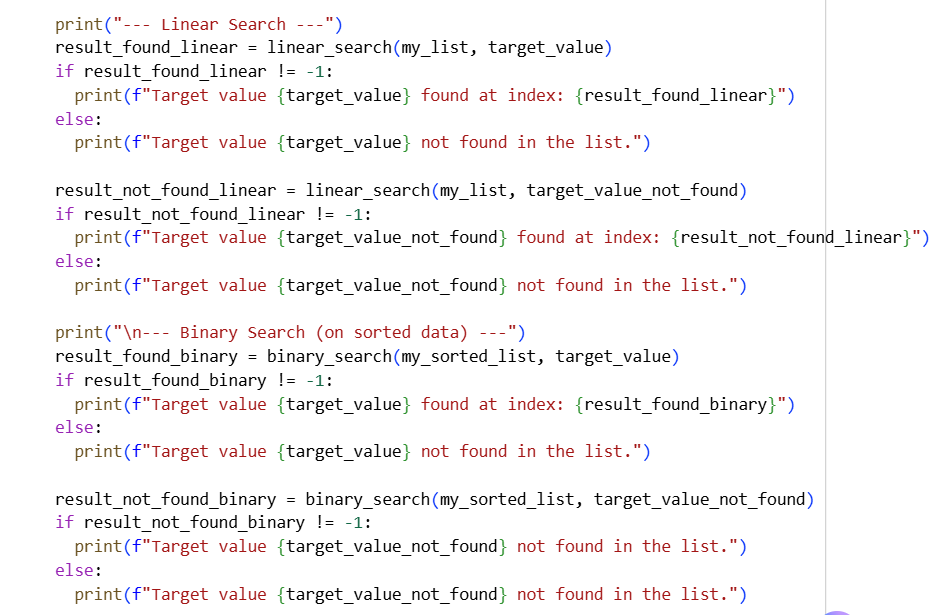 print("--- Linear Search ---")
result_found_linear = linear_search(my_list, target_value)
if result_found_linear != -1:
  print(f"Target value {target_value} found at index: {result_found_linear}")
else:
  print(f"Target value {target_value} not found in the list.")

result_not_found_linear = linear_search(my_list, target_value_not_found)
if result_not_found_linear != -1:
  print(f"Target value {target_value_not_found} found at index: {result_not_found_linear}")
else:
  print(f"Target value {target_value_not_found} not found in the list.")

print("\n--- Binary Search (on sorted data) ---")
result_found_binary = binary_search(my_sorted_list, target_value)
if result_found_binary != -1:
  print(f"Target value {target_value} found at index: {result_found_binary}")
else:
  print(f"Target value {target_value} not found in the list.")

result_not_found_binary = binary_search(my_sorted_list, target_value_not_found)
if result_not_found_binary != -1:
  print(f"Target value {target_value_not_found} not found in the list.")
else:
  print(f"Target value {target_value_not_found} not found in the list.")